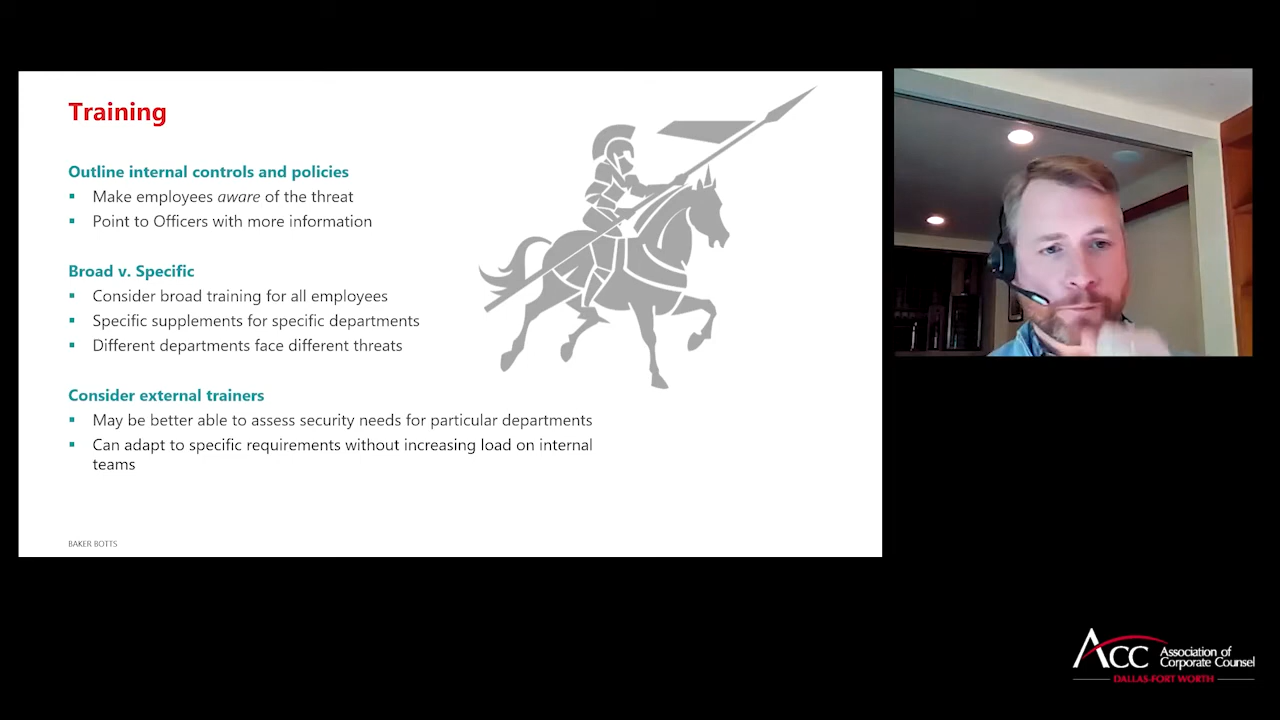 Training
Outline internal controls and policies
▪ Make employees aware of the threat
▪ Point to Officers with more information
Broad v. Specific
▪ Consider broad training for all employees
▪ Specific supplements for specific departments
▪ Different departments face different threats
Consider external trainers
▪ May be better able to assess security needs for particular departments
▪ Can adapt to specific requirements without increasing load on internal
teams
BAKER BOTTS
ACC Association of
Corporate Counsel
DALLAS-FORT WORTH